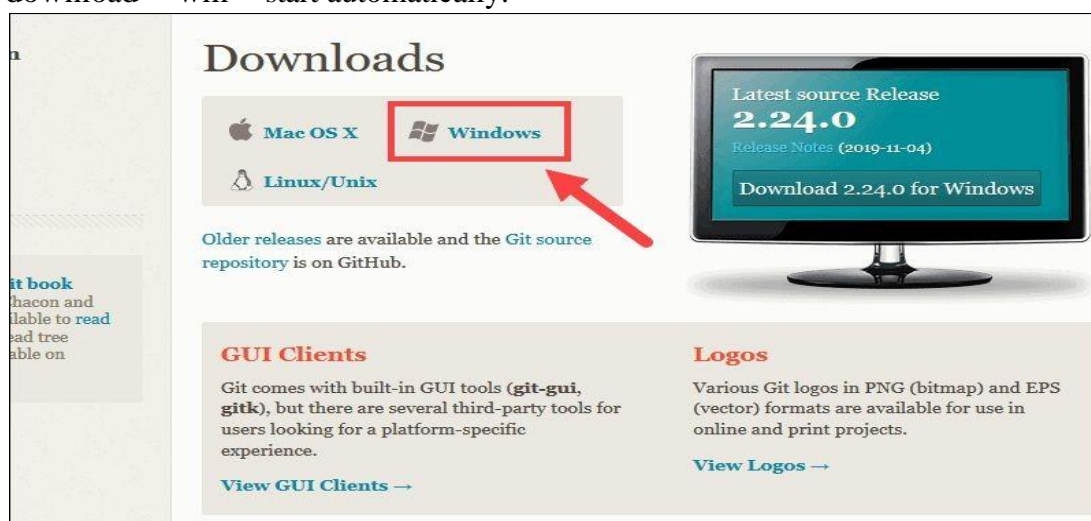 download will start automatically.
n
Downloads
Mac OS X
Windows
Linux/Unix
Older releases are available and the Git source
repository is on GitHub.
Latest source Release
2.24.0
Release Notes (2019-11-04)
Download 2.24.0 for Windows
it book
hacon and
ilable to read
ead tree
able on
GUI Clients
Git comes with built-in GUI tools (git-gui,
gitk), but there are several third-party tools for
users looking for a platform-specific
experience.
View GUI Clients →
Logos
Various Git logos in PNG (bitmap) and EPS
(vector) formats are available for use in
online and print projects.
View Logos →